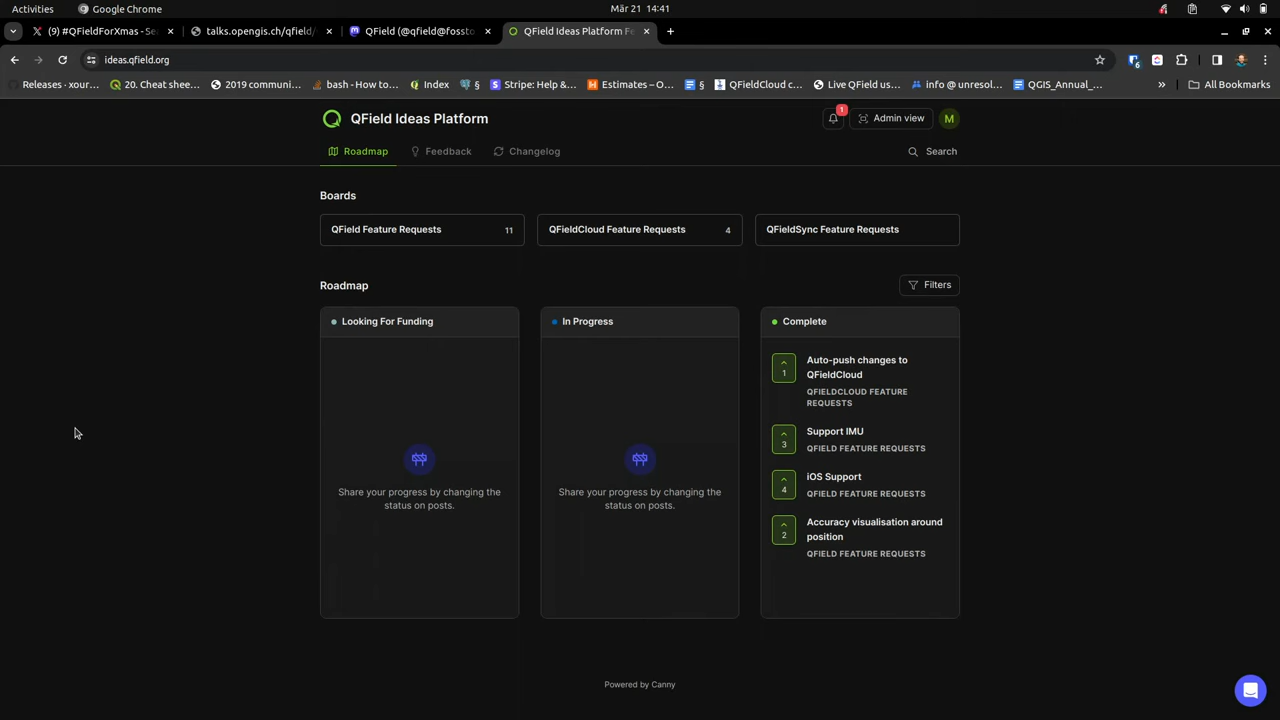 Activities
Google Chrome
Mär 21 14:41
(9) #QFieldForXmas - Se
talks.opengis.ch/qfield/
QField (@qfield@fossto
QField Ideas Platform Fe
ideas.qfield.org
Releases · xour...
20. Cheat shee...
2019 communi...
bash - How to...
Index
§
Stripe: Help &...
Estimates – O...
§
QFieldCloud c...
Live QField us...
info @ unresol...
QGIS_Annual_...
»
All Bookmarks
6
QField Ideas Platform
1
Admin view
M
Roadmap
Feedback
Changelog
Search
Boards
QField Feature Requests 11
QFieldCloud Feature Requests 4
QFieldSync Feature Requests
Roadmap
Filters
Looking For Funding
Share your progress by changing the
status on posts.
In Progress
Share your progress by changing the
status on posts.
Complete
1
Auto-push changes to
QFieldCloud
QFIELDCLOUD FEATURE
REQUESTS
3
Support IMU
QFIELD FEATURE REQUESTS
4
iOS Support
QFIELD FEATURE REQUESTS
2
Accuracy visualisation around
position
QFIELD FEATURE REQUESTS
Powered by Canny